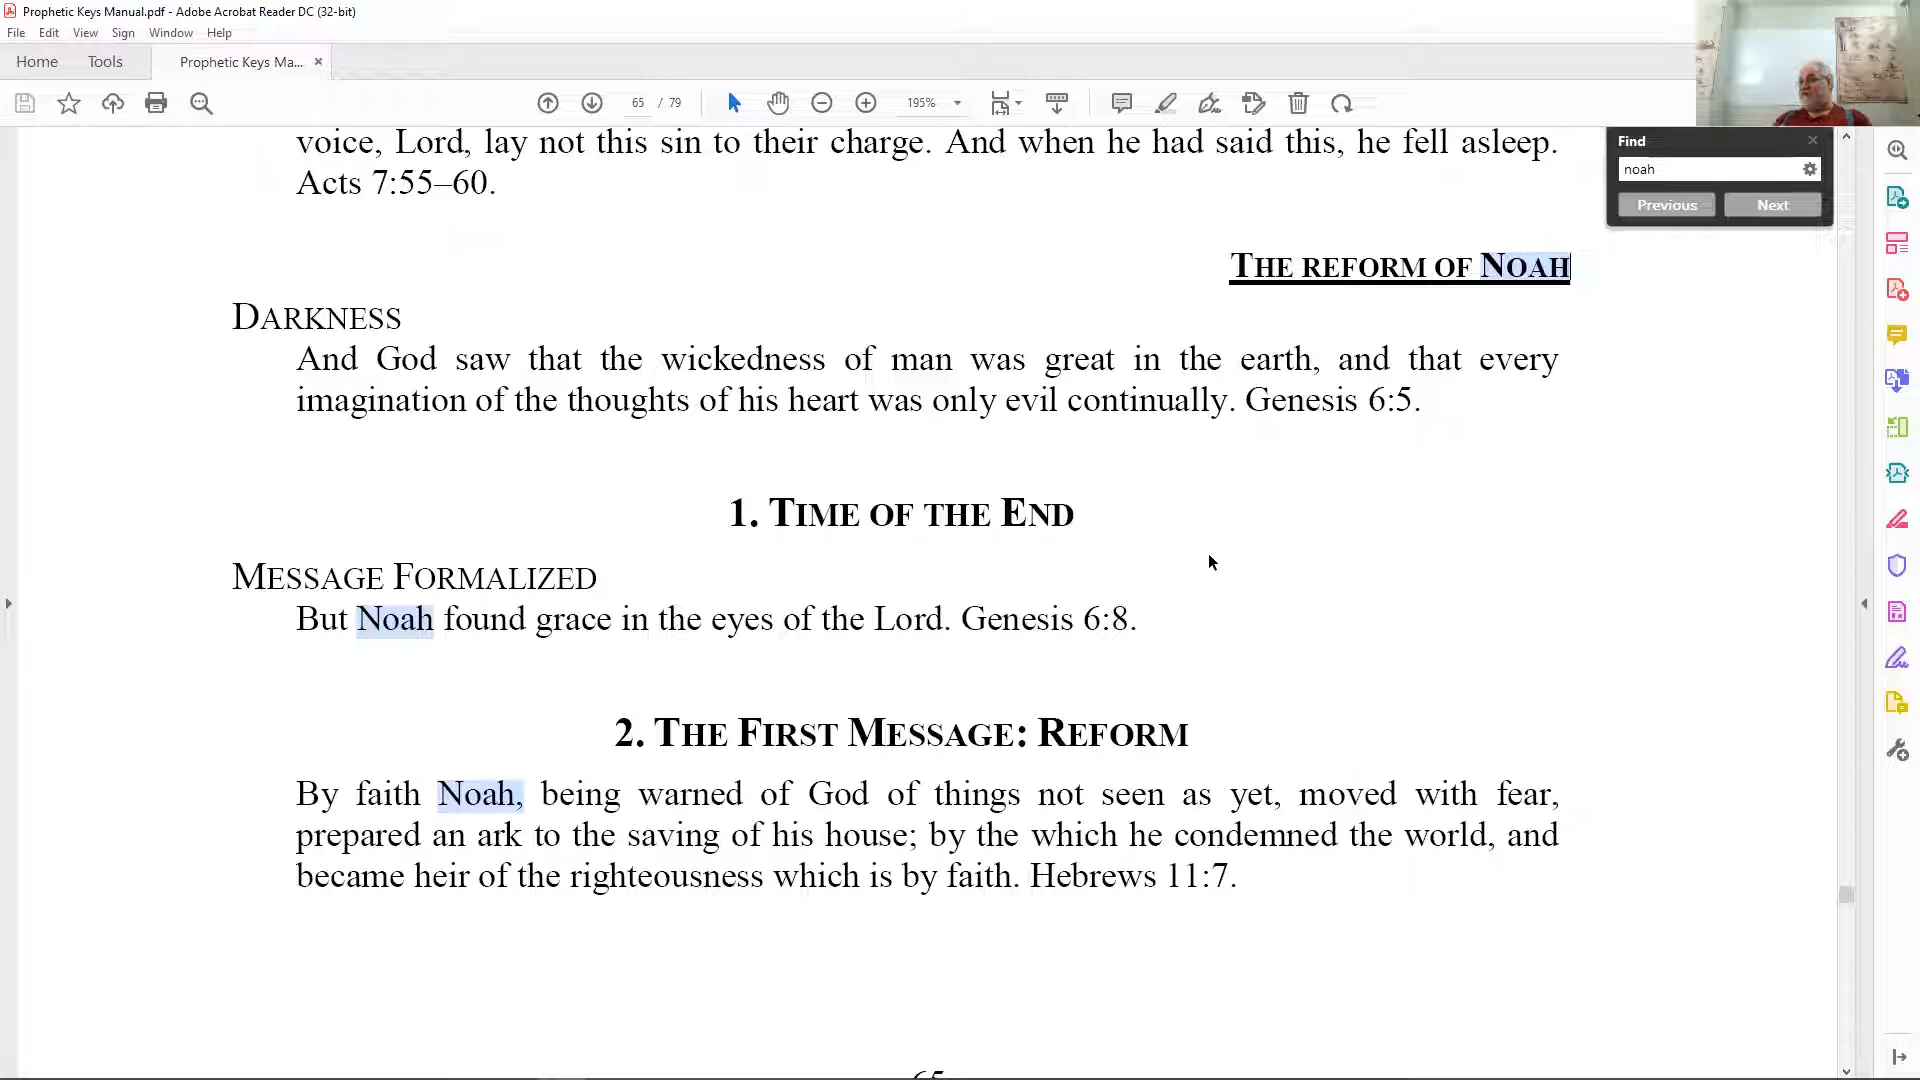 Prophetic Keys Manual.pdf - Adobe Acrobat Reader DC (32-bit)
File Edit View Sign Window Help
Home Tools Prophetic Keys Ma... ×
65 / 79 195%
Find
noah
Previous Next
voice, Lord, lay not this sin to their charge. And when he had said this, he fell asleep.
Acts 7:55–60.
THE REFORM OF NOAH
DARKNESS
And God saw that the wickedness of man was great in the earth, and that every
imagination of the thoughts of his heart was only evil continually. Genesis 6:5.
1. TIME OF THE END
MESSAGE FORMALIZED
But Noah found grace in the eyes of the Lord. Genesis 6:8.
2. THE FIRST MESSAGE: REFORM
By faith Noah, being warned of God of things not seen as yet, moved with fear,
prepared an ark to the saving of his house; by the which he condemned the world, and
became heir of the righteousness which is by faith. Hebrews 11:7.
65